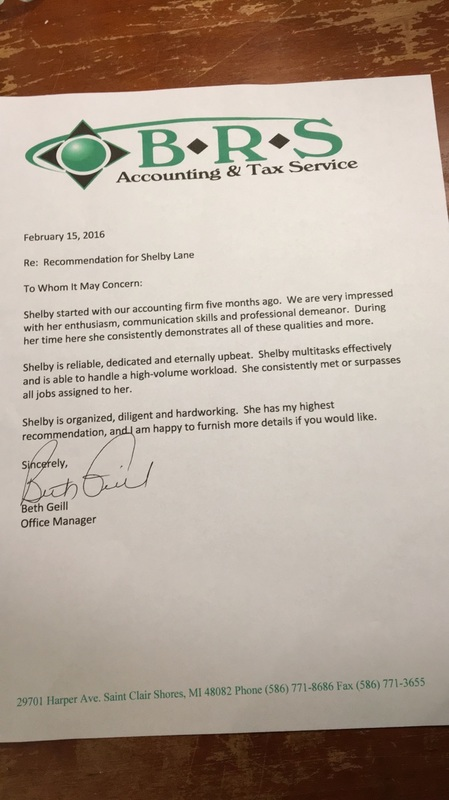 B◆R◆S
Accounting & Tax Service
February 15, 2016
Re: Recommendation for Shelby Lane
To Whom It May Concern:
Shelby started with our accounting firm five months ago. We are very impressed
with her enthusiasm, communication skills and professional demeanor. During
her time here she consistently demonstrates all of these qualities and more.
Shelby is reliable, dedicated and eternally upbeat. Shelby multitasks effectively
and is able to handle a high-volume workload. She consistently met or surpasses
all jobs assigned to her.
Shelby is organized, diligent and hardworking. She has my highest
recommendation, and I am happy to furnish more details if you would like.
Sincerely,
Beth Geill
Beth Geill
Office Manager
29701 Harper Ave. Saint Clair Shores, MI 48082 Phone (586) 771-8686 Fax (586) 771-3655